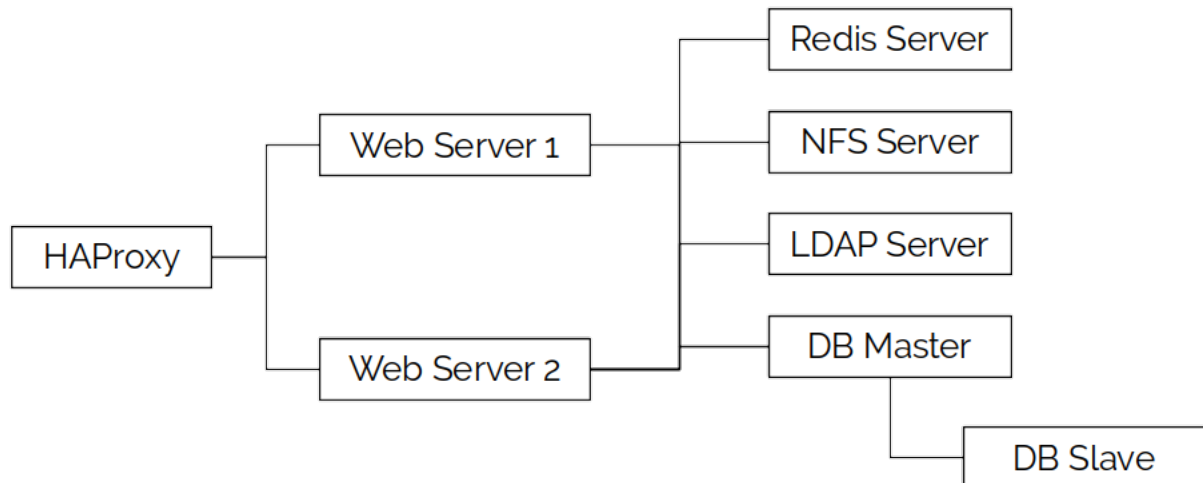 Redis Server
Web Server 1
NFS Server
HAProxy
LDAP Server
Web Server 2
DB Master
DB Slave